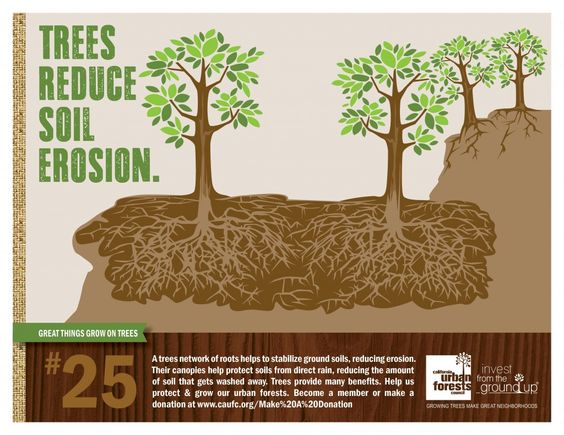 TREES
REDUCE
SOIL
EROSION.
GREAT THINGS GROW ON TREES
#25
A trees network of roots helps to stabilize ground soils, reducing erosion.
Their canopies help protect soils from direct rain, reducing the amount
of soil that gets washed away. Trees provide many benefits. Help us
protect & grow our urban forests. Become a member or make a
donation at www.caufc.org/Make%20A%20Donation
california
urban
forests
council
invest
from the
ground up
GROWING TREES MAKE GREAT NEIGHBORHOODS